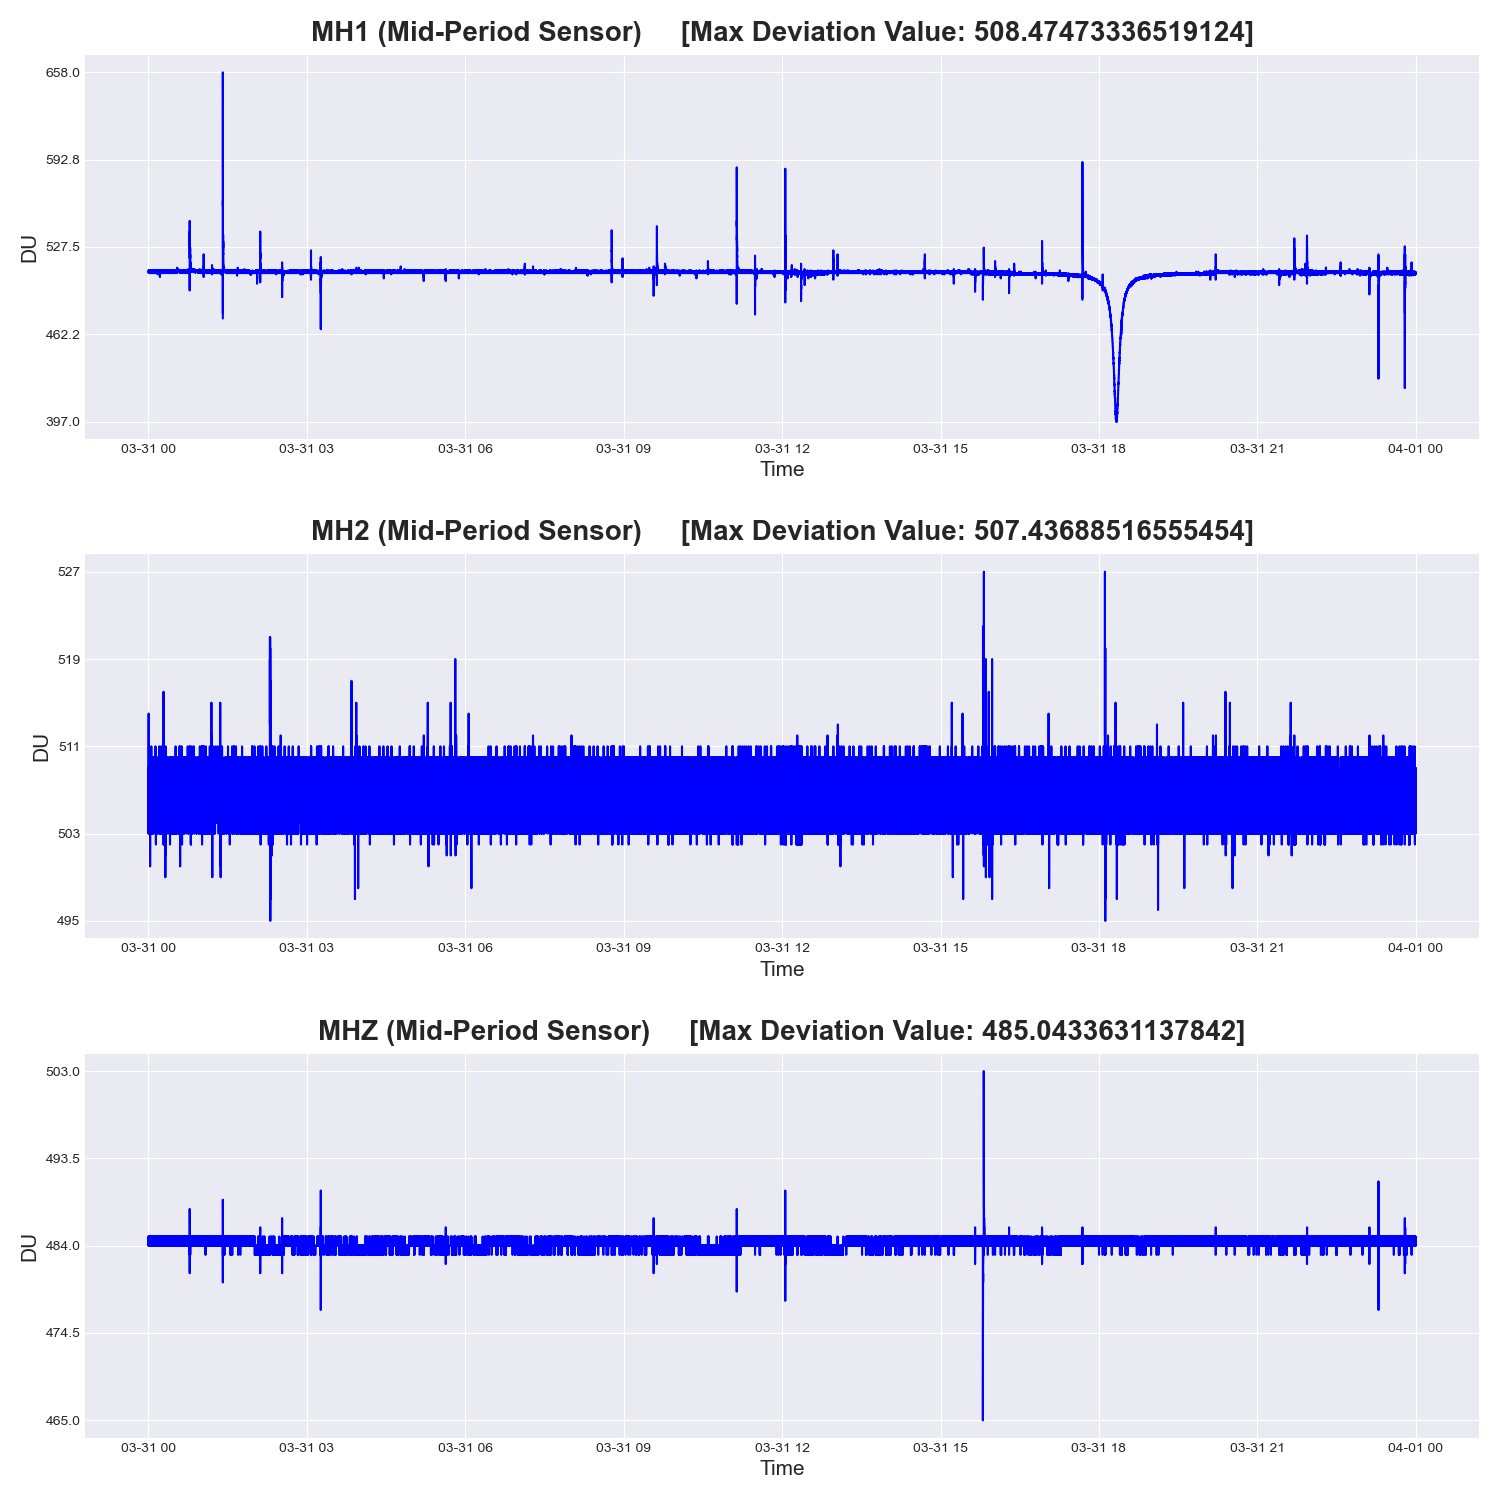 MH1 (Mid-Period Sensor) [Max Deviation Value: 508.47473336519124]
658.0
592.8
527.5
462.2
397.0
DU
03-31 00 03-31 03 03-31 06 03-31 09 03-31 12 03-31 15 03-31 18 03-31 21 04-01 00
Time
MH2 (Mid-Period Sensor) [Max Deviation Value: 507.43688516555454]
527
519
511
503
495
DU
03-31 00 03-31 03 03-31 06 03-31 09 03-31 12 03-31 15 03-31 18 03-31 21 04-01 00
Time
MHZ (Mid-Period Sensor) [Max Deviation Value: 485.0433631137842]
503.0
493.5
484.0
474.5
465.0
DU
03-31 00 03-31 03 03-31 06 03-31 09 03-31 12 03-31 15 03-31 18 03-31 21 04-01 00
Time